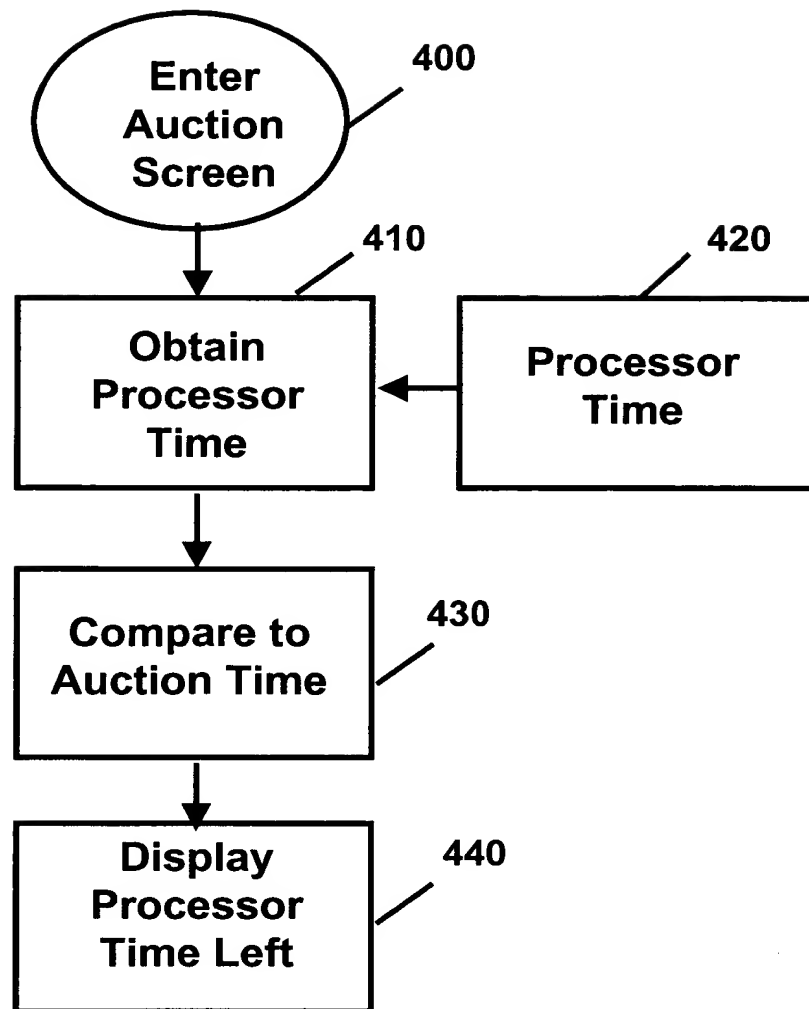 Enter
Auction
Screen
400
410
420
Obtain
Processor
Time
Processor
Time
Compare to
Auction Time
430
Display
Processor
Time Left
440